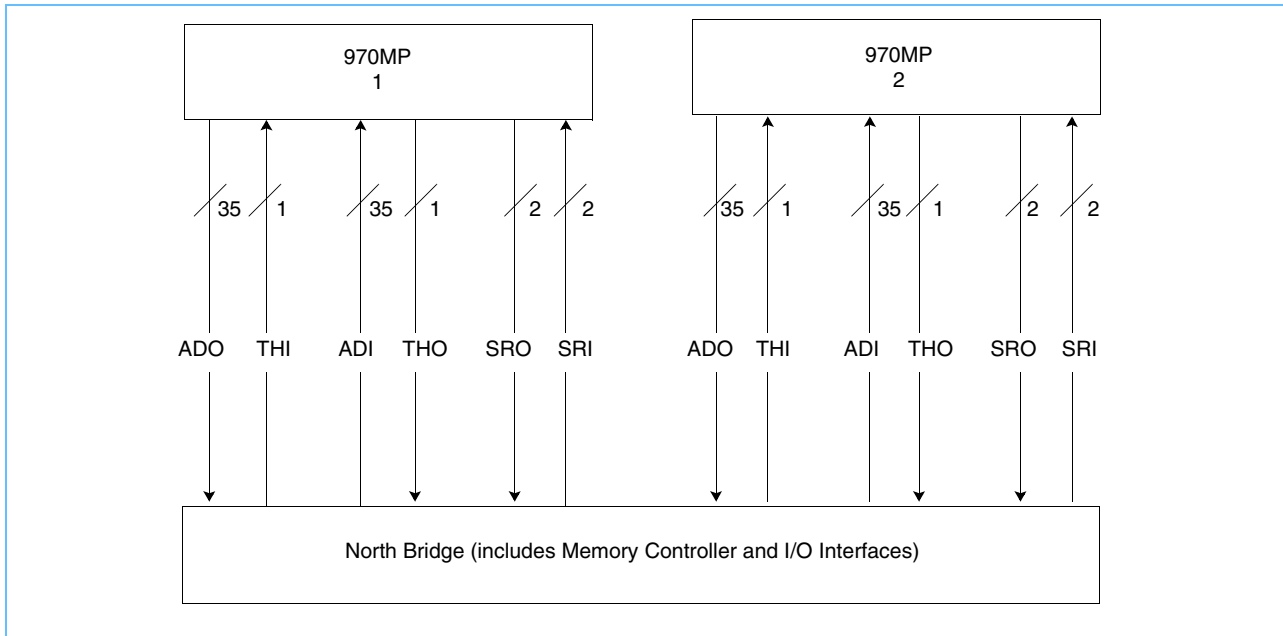 970MP
1
970MP
2
35 1 35 1 2 2
35 1 35 1 2 2
ADO THI ADI THO SRO SRI
ADO THI ADI THO SRO SRI
North Bridge (includes Memory Controller and I/O Interfaces)